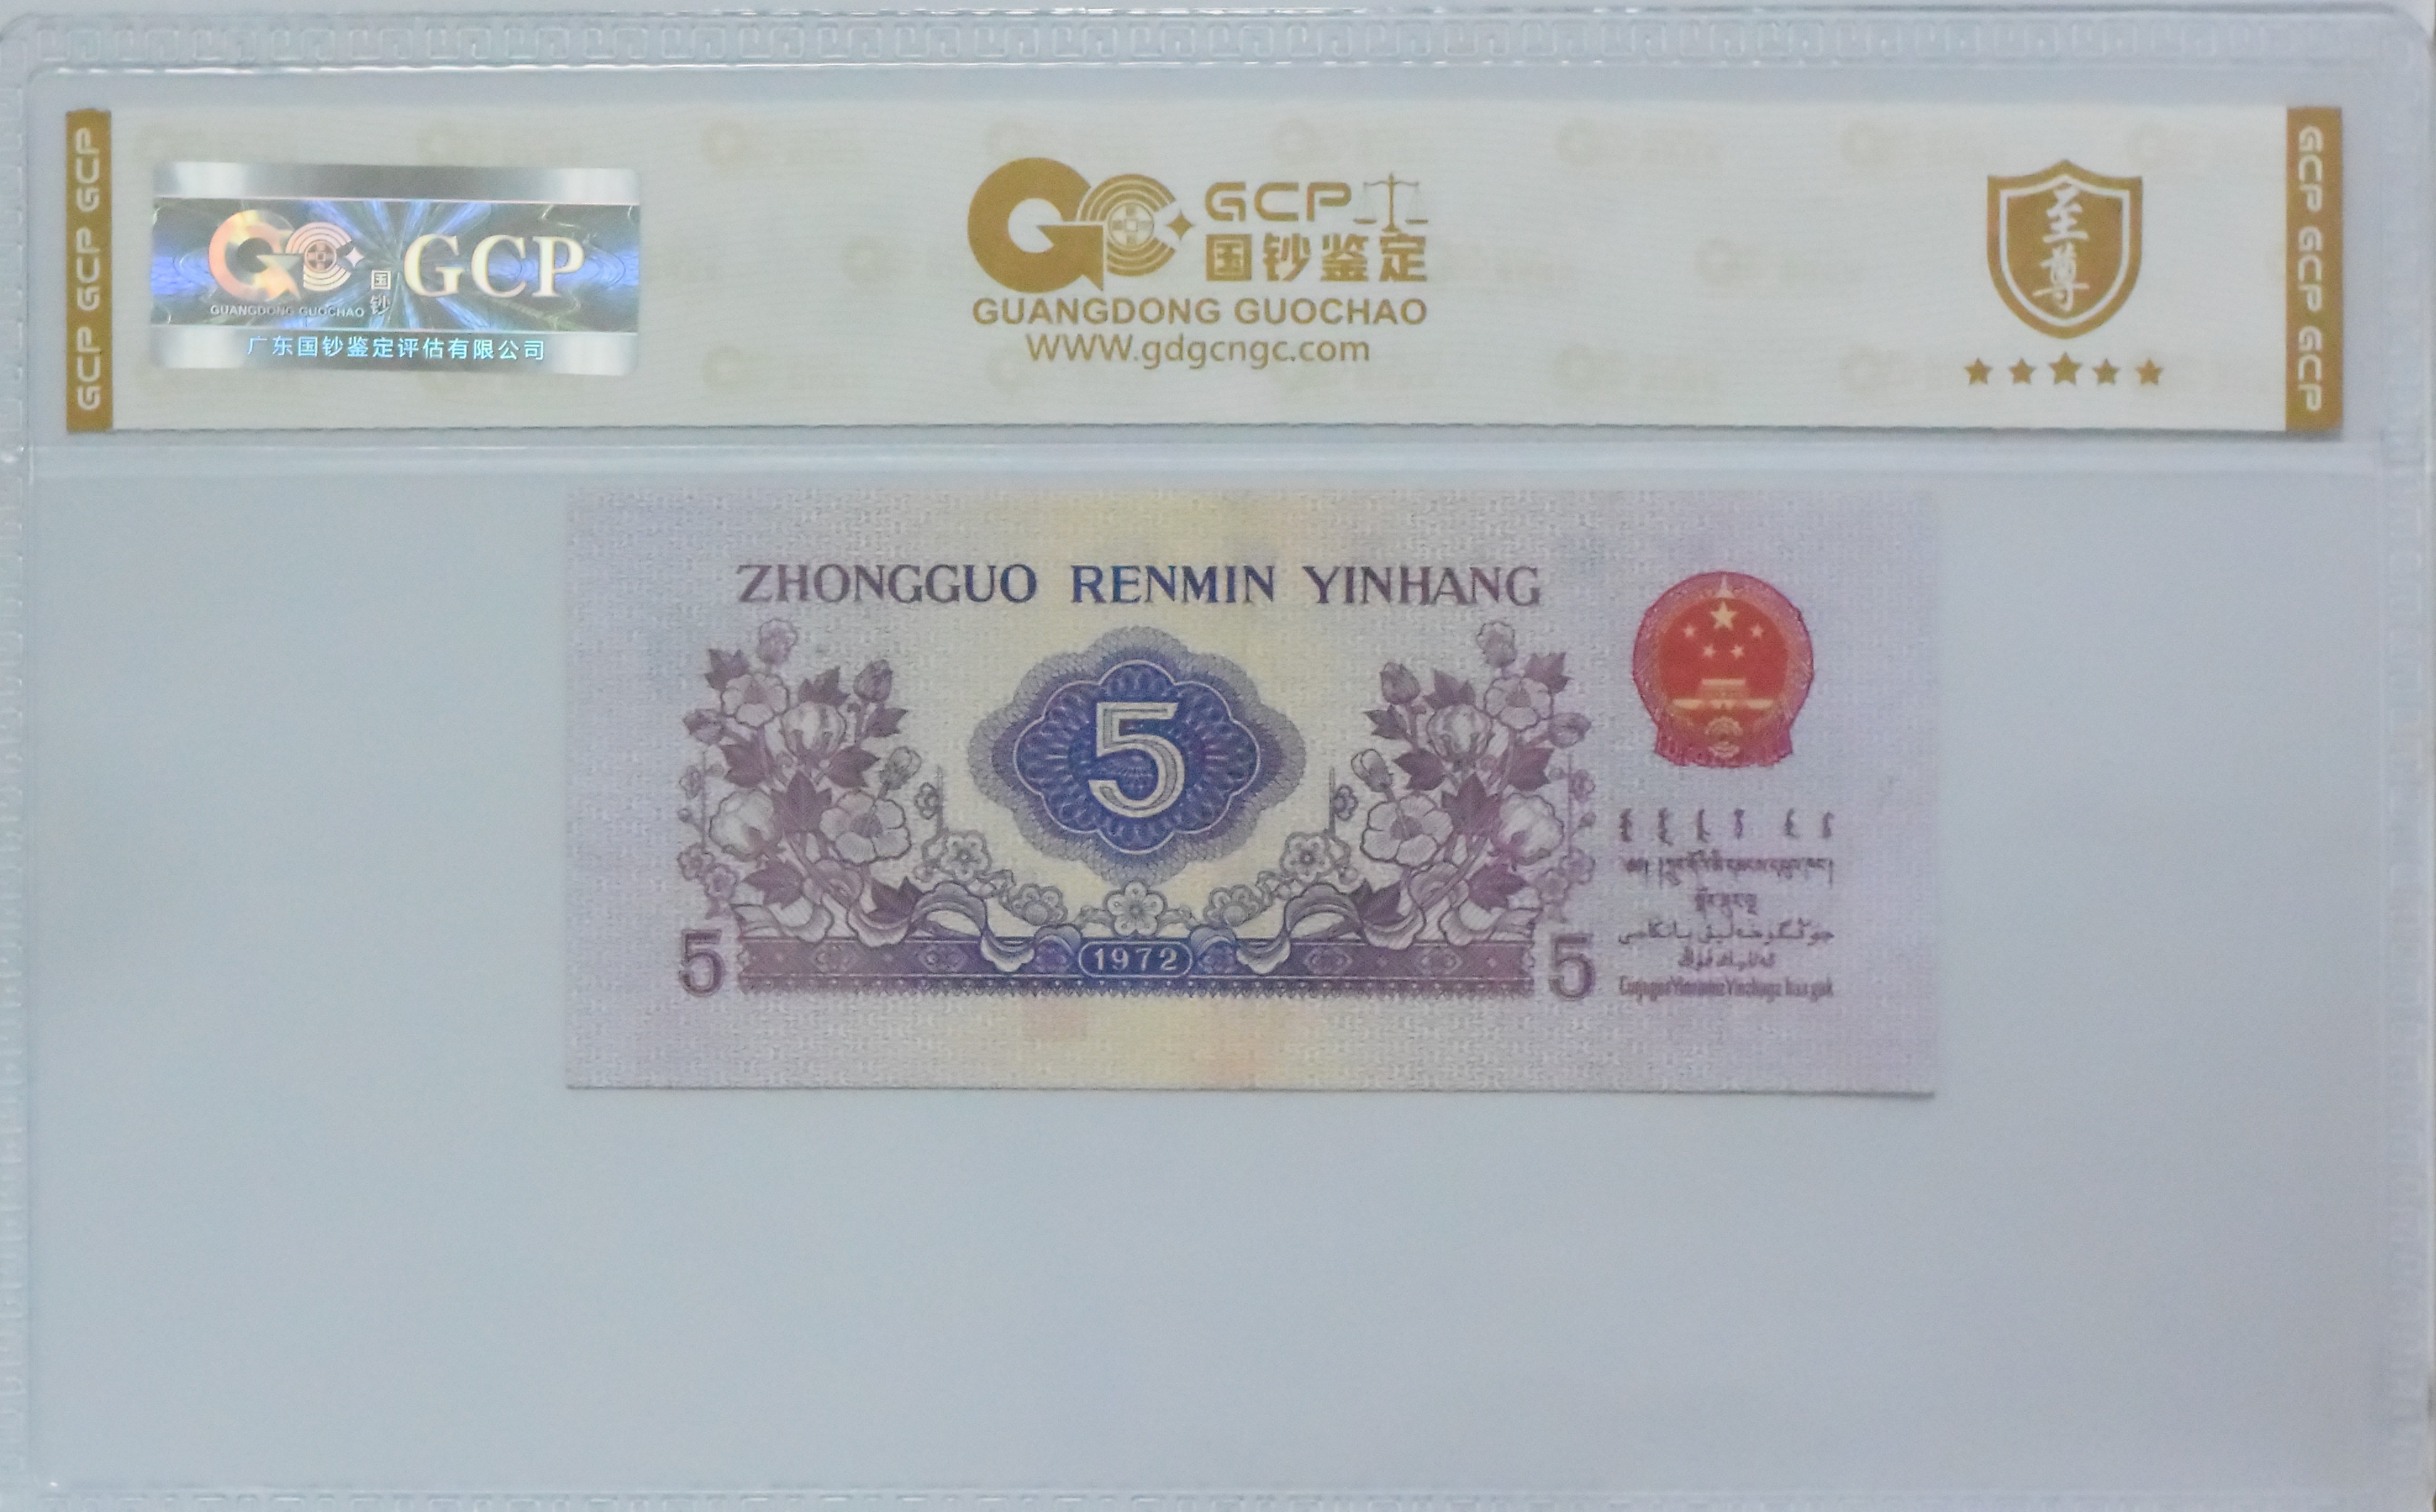 GCP GCP GCP
GUANGDONG GUOCHAO
国钞
GCP
广东国钞鉴定评估有限公司
GCP
国钞鉴定
GUANGDONG GUOCHAO
WWW.gdgcngc.com
至尊
GCP GCP GCP
ZHONGGUO RENMIN YINHANG
5
1972
5
5